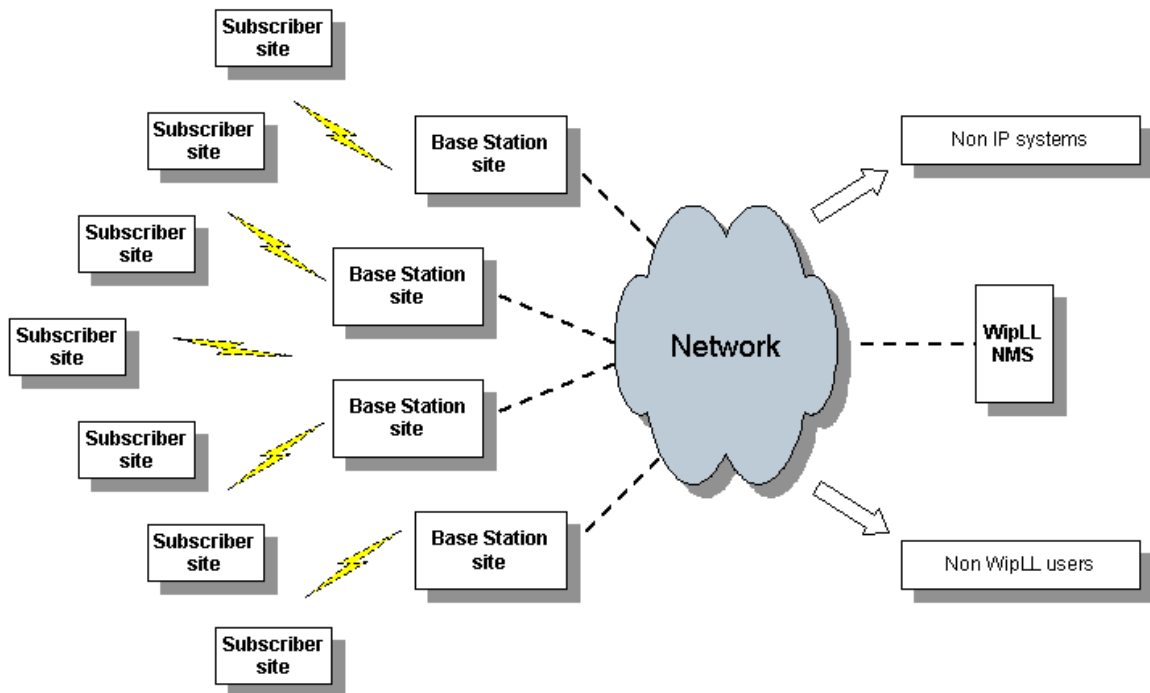 Subscriber
site
Subscriber
site
Base Station
site
Non IP systems
Subscriber
site
Base Station
site
Subscriber
site
Network
WipLL
NMS
Subscriber
site
Base Station
site
Subscriber
site
Base Station
site
Non WipLL users
Subscriber
site